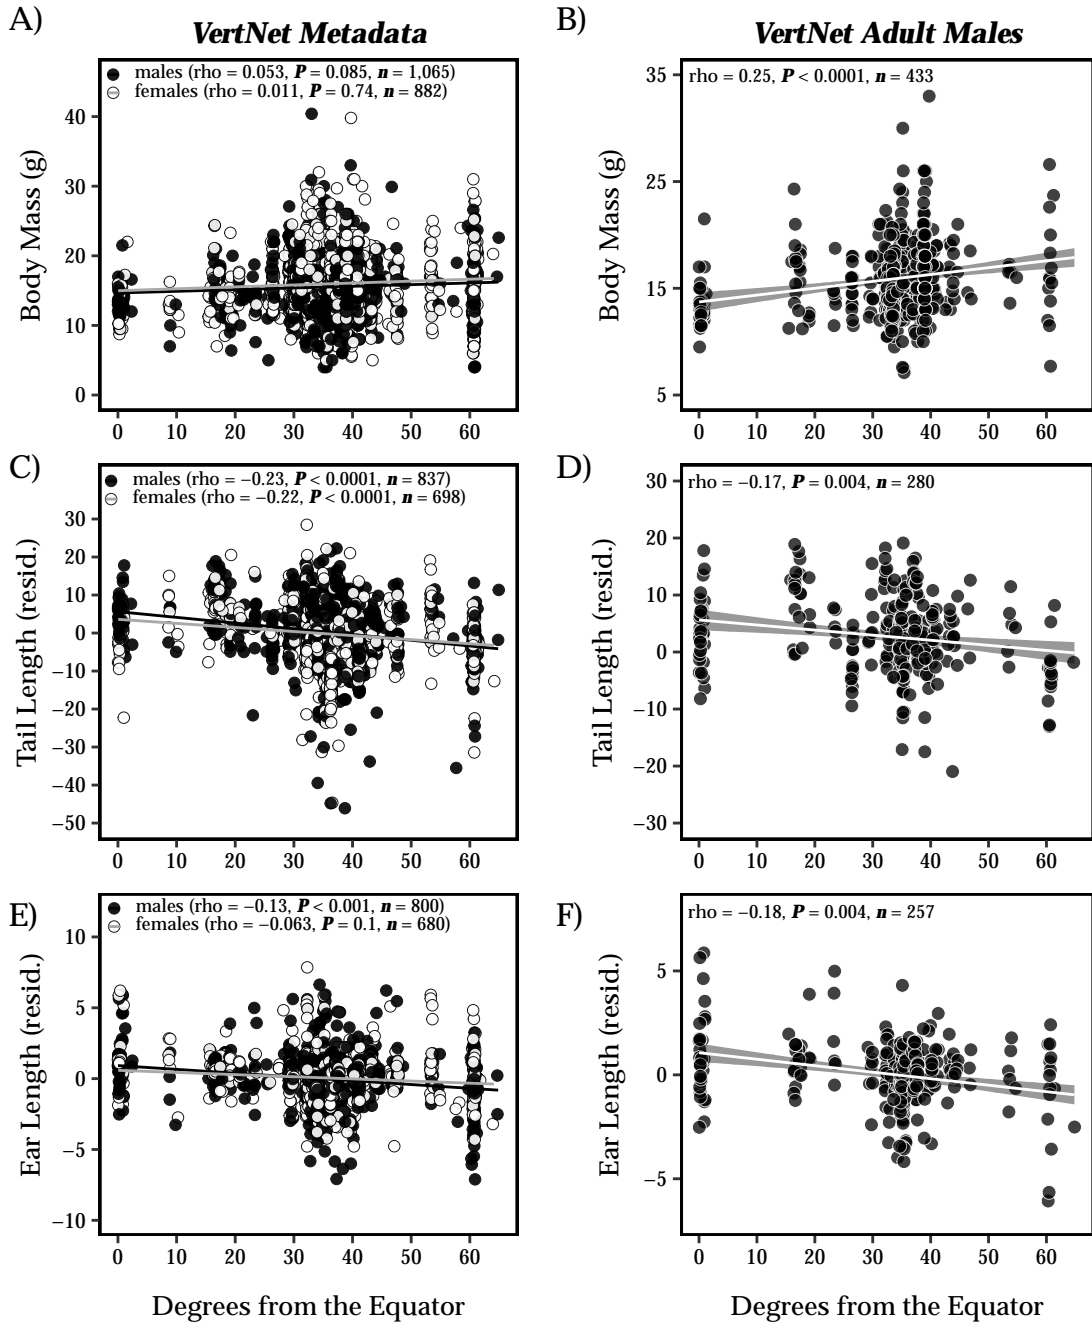 A)
VertNet Metadata
males (rho = 0.053, P = 0.085, n = 1,065)
females (rho = 0.011, P = 0.74, n = 882)
Body Mass (g)
40
30
20
10
0
0 10 20 30 40 50 60
B)
VertNet Adult Males
rho = 0.25, P < 0.0001, n = 433
Body Mass (g)
35
25
15
5
0 10 20 30 40 50 60
C)
males (rho = −0.23, P < 0.0001, n = 837)
females (rho = −0.22, P < 0.0001, n = 698)
Tail Length (resid.)
30
20
10
0
−10
−20
−30
−40
−50
0 10 20 30 40 50 60
D)
rho = −0.17, P = 0.004, n = 280
Tail Length (resid.)
30
20
10
0
−10
−20
−30
0 10 20 30 40 50 60
E)
males (rho = −0.13, P < 0.001, n = 800)
females (rho = −0.063, P = 0.1, n = 680)
Ear Length (resid.)
10
5
0
−5
−10
0 10 20 30 40 50 60
Degrees from the Equator
F)
rho = −0.18, P = 0.004, n = 257
Ear Length (resid.)
5
0
−5
0 10 20 30 40 50 60
Degrees from the Equator